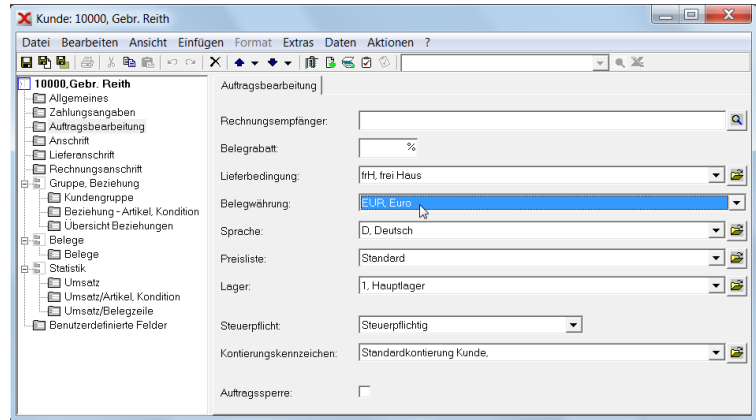 Kunde: 10000, Gebr. Reith
Datei Bearbeiten Ansicht Einfügen Format Extras Daten Aktionen ?
10000,Gebr. Reith
Allgemeines
Zahlungsangaben
Auftragsbearbeitung
Anschrift
Lieferanschrift
Rechnungsanschrift
Gruppe, Beziehung
Kundengruppe
Beziehung - Artikel, Kondition
Übersicht Beziehungen
Belege
Belege
Statistik
Umsatz
Umsatz/Artikel, Kondition
Umsatz/Belegzeile
Benutzerdefinierte Felder
Auftragsbearbeitung
Rechnungsempfänger:
Belegrabatt: %
Lieferbedingung: frH, frei Haus
Belegwährung: EUR, Euro
Sprache: D, Deutsch
Preisliste: Standard
Lager: 1, Hauptlager
Steuerpflicht: Steuerpflichtig
Kontierungskennzeichen: Standardkontierung Kunde,
Auftragssperre: